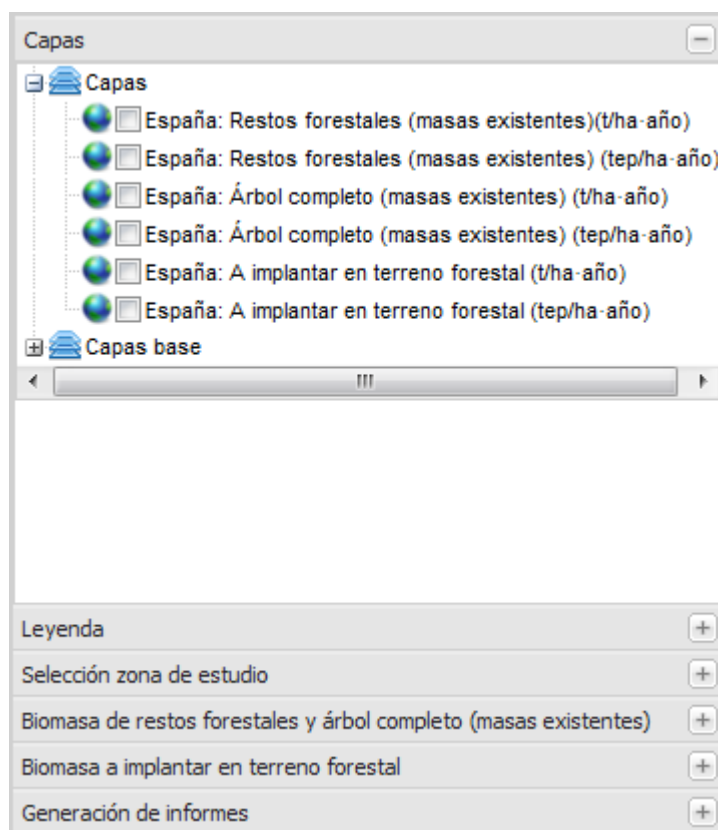 Capas
Capas
España: Restos forestales (masas existentes)(t/ha·año)
España: Restos forestales (masas existentes) (tep/ha·año)
España: Árbol completo (masas existentes) (t/ha·año)
España: Árbol completo (masas existentes) (tep/ha·año)
España: A implantar en terreno forestal (t/ha·año)
España: A implantar en terreno forestal (tep/ha·año)
Capas base
Leyenda
Selección zona de estudio
Biomasa de restos forestales y árbol completo (masas existentes)
Biomasa a implantar en terreno forestal
Generación de informes